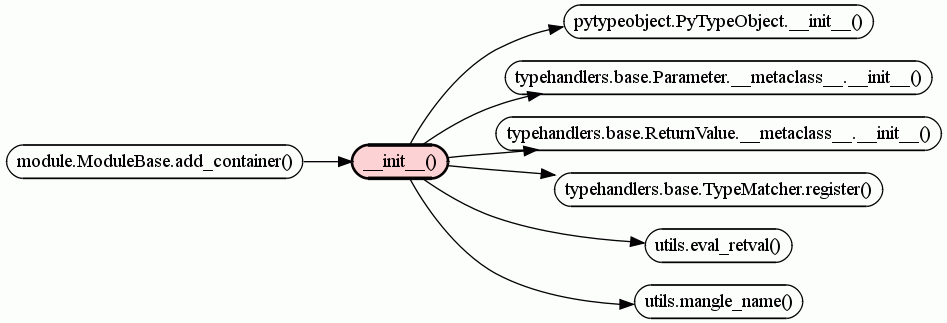 pytypeobject.PyTypeObject.__init__()
typehandlers.base.Parameter.__metaclass__.__init__()
typehandlers.base.ReturnValue.__metaclass__.__init__()
module.ModuleBase.add_container()
__init__()
typehandlers.base.TypeMatcher.register()
utils.eval_retval()
utils.mangle_name()